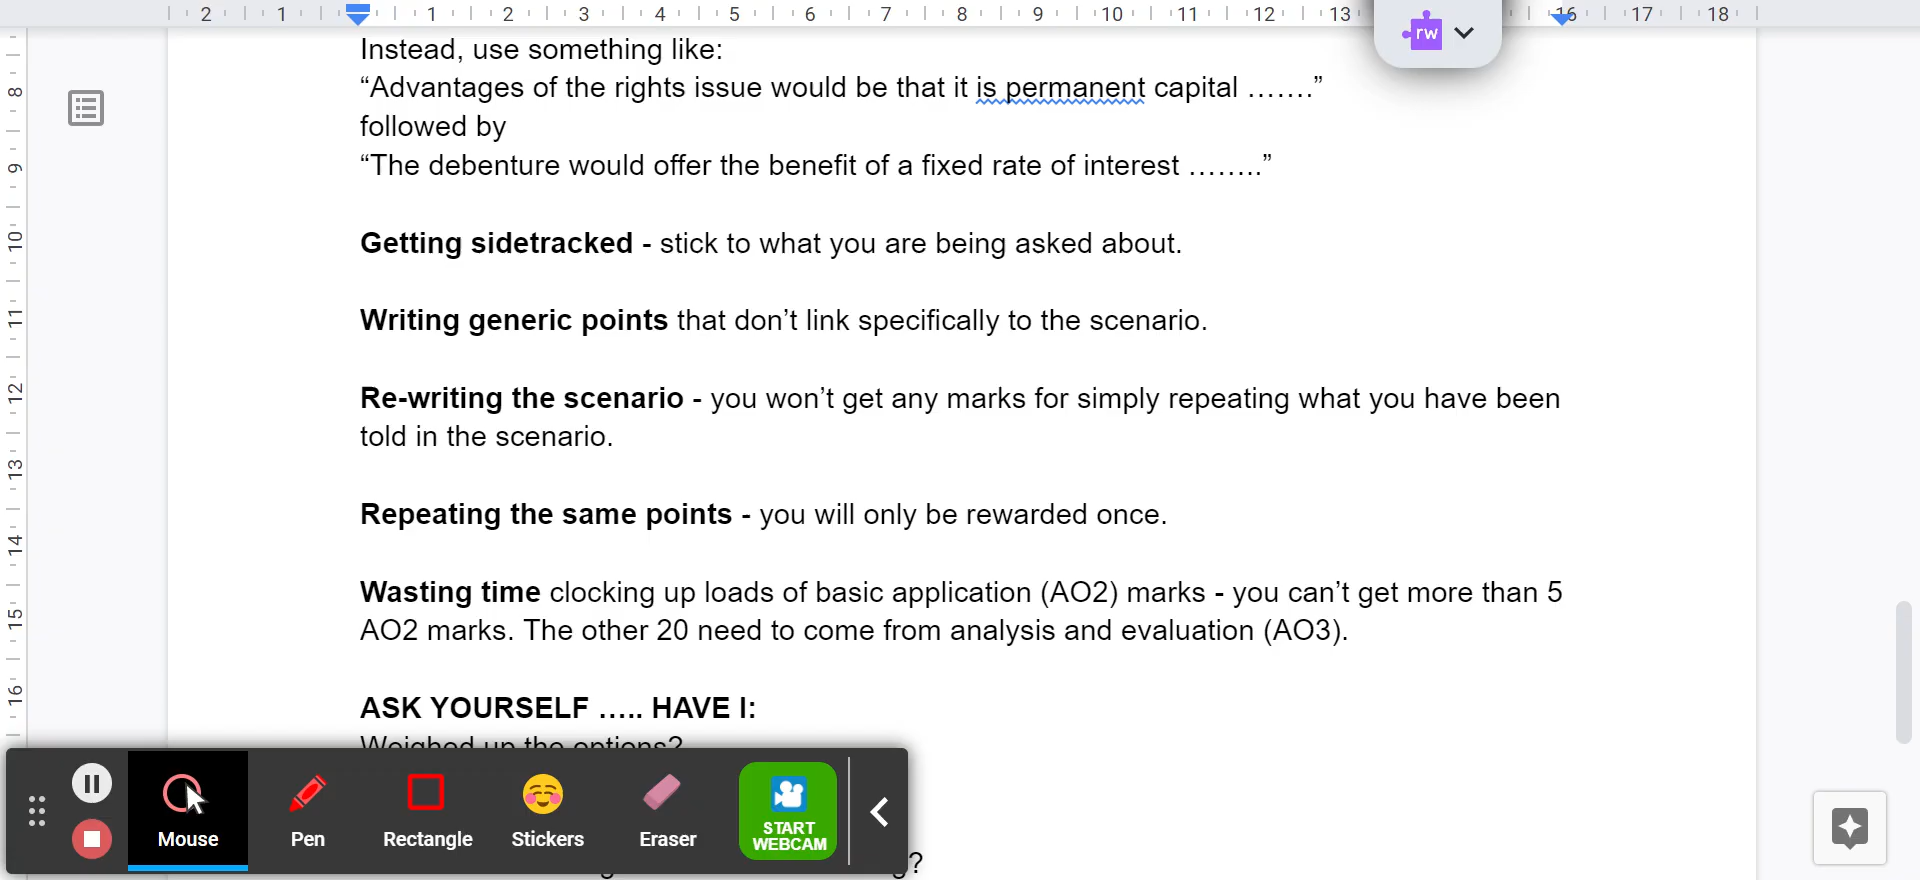 2 1 1 2 3 4 5 6 7 8 9 10 11 12 13 16 17 18
rw
Instead, use something like:
“Advantages of the rights issue would be that it is permanent capital …….”
followed by
“The debenture would offer the benefit of a fixed rate of interest ……..”
Getting sidetracked - stick to what you are being asked about.
Writing generic points that don’t link specifically to the scenario.
Re-writing the scenario - you won’t get any marks for simply repeating what you have been
told in the scenario.
Repeating the same points - you will only be rewarded once.
Wasting time clocking up loads of basic application (AO2) marks - you can’t get more than 5
AO2 marks. The other 20 need to come from analysis and evaluation (AO3).
ASK YOURSELF ….. HAVE I:
Weighed up the options?
8
9
10
11
12
13
14
15
16
Mouse
Pen
Rectangle
Stickers
Eraser
START
WEBCAM
?